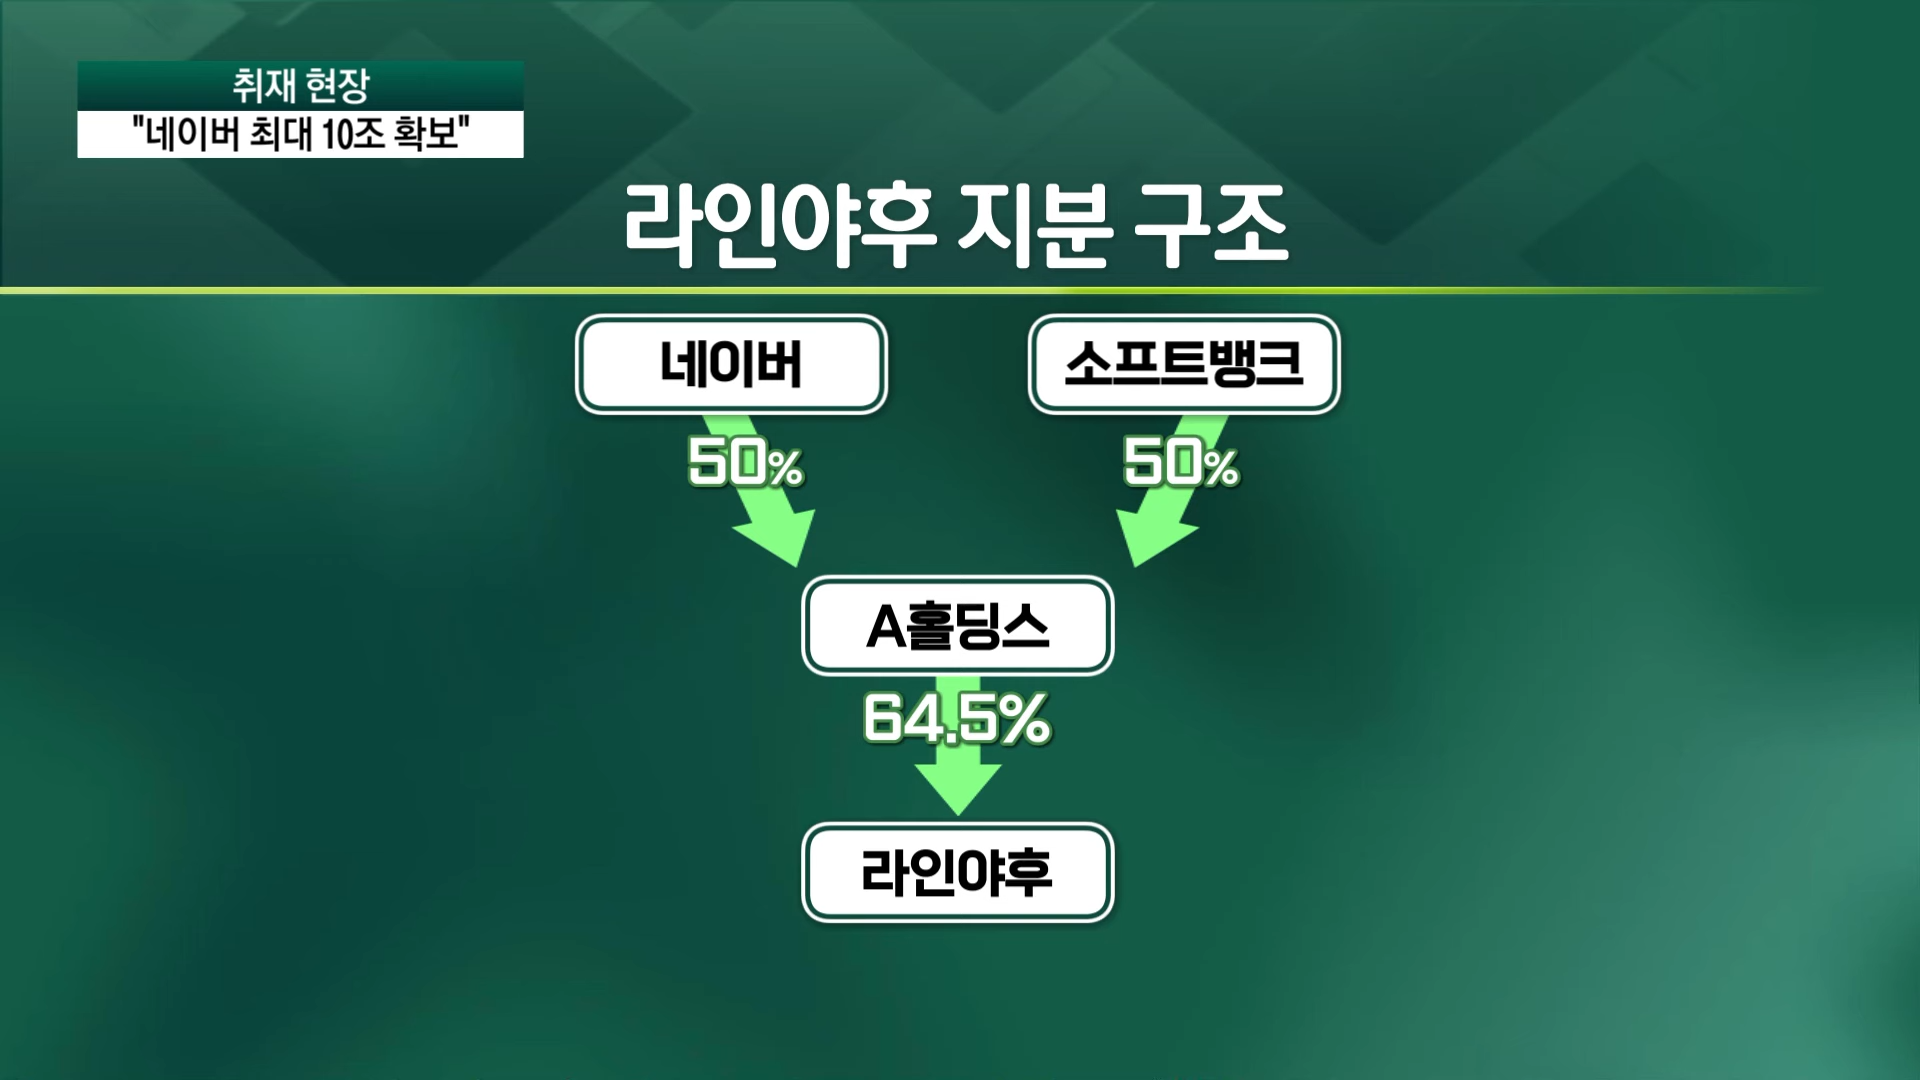 취재 현장
"네이버 최대 10조 확보"
라인야후 지분 구조
네이버
소프트뱅크
50%
50%
A홀딩스
64.5%
라인야후